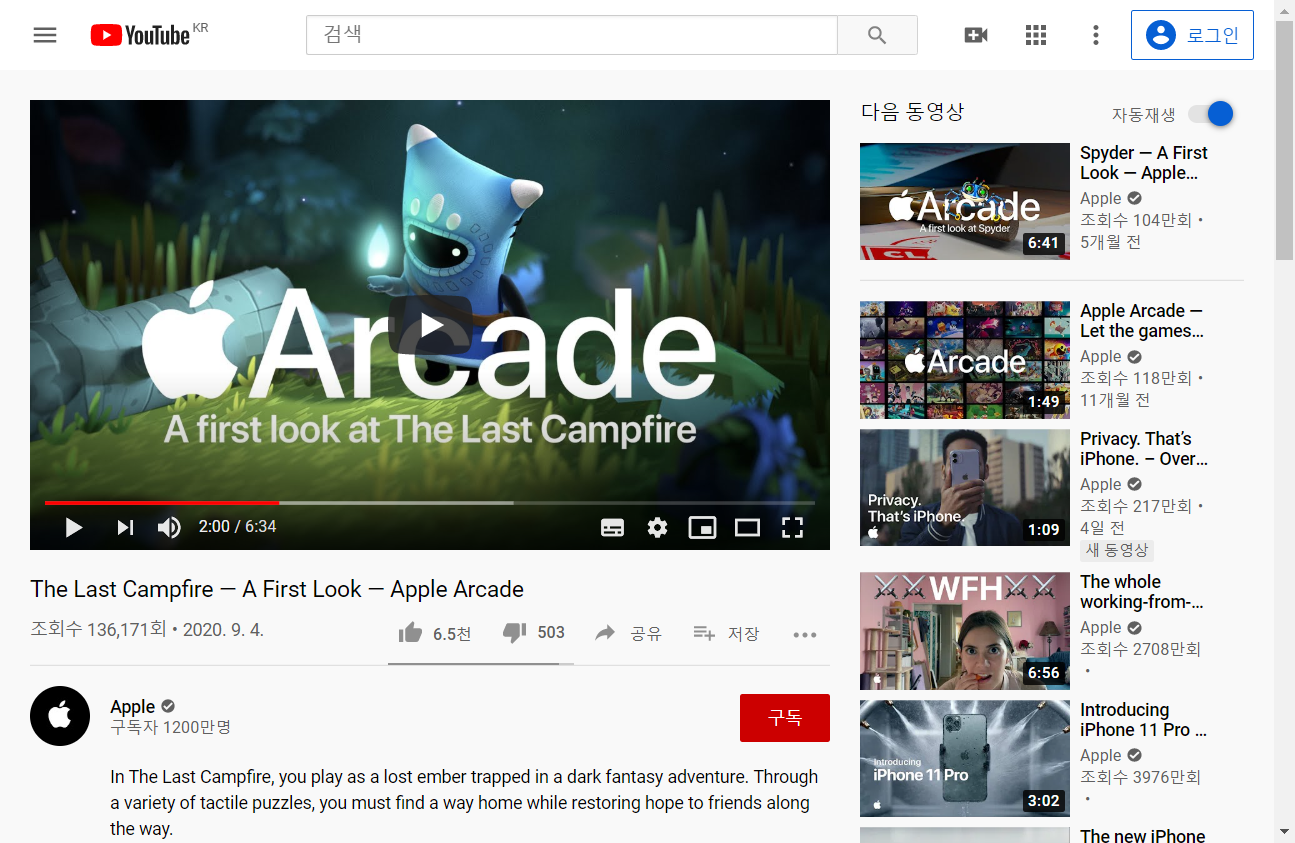 YouTube KR
검색
로그인
Arcade
A first look at The Last Campfire
2:00 / 6:34
The Last Campfire — A First Look — Apple Arcade
조회수 136,171회 • 2020. 9. 4.
6.5천
503
공유
저장
Apple
구독자 1200만명
구독
In The Last Campfire, you play as a lost ember trapped in a dark fantasy adventure. Through
a variety of tactile puzzles, you must find a way home while restoring hope to friends along
the way.
다음 동영상
자동재생
Arcade
A first look at Spyder
CL
6:41
Spyder — A First
Look — Apple...
Apple
조회수 104만회 •
5개월 전
Arcade
1:49
Apple Arcade —
Let the games...
Apple
조회수 118만회 •
11개월 전
Privacy.
That's iPhone.
1:09
Privacy. That's
iPhone. – Over...
Apple
조회수 217만회 •
4일 전
새 동영상
WFH
6:56
The whole
working-from-...
Apple
조회수 2708만회
•
Introducing
iPhone 11 Pro
3:02
Introducing
iPhone 11 Pro ...
Apple
조회수 3976만회
•
The new iPhone